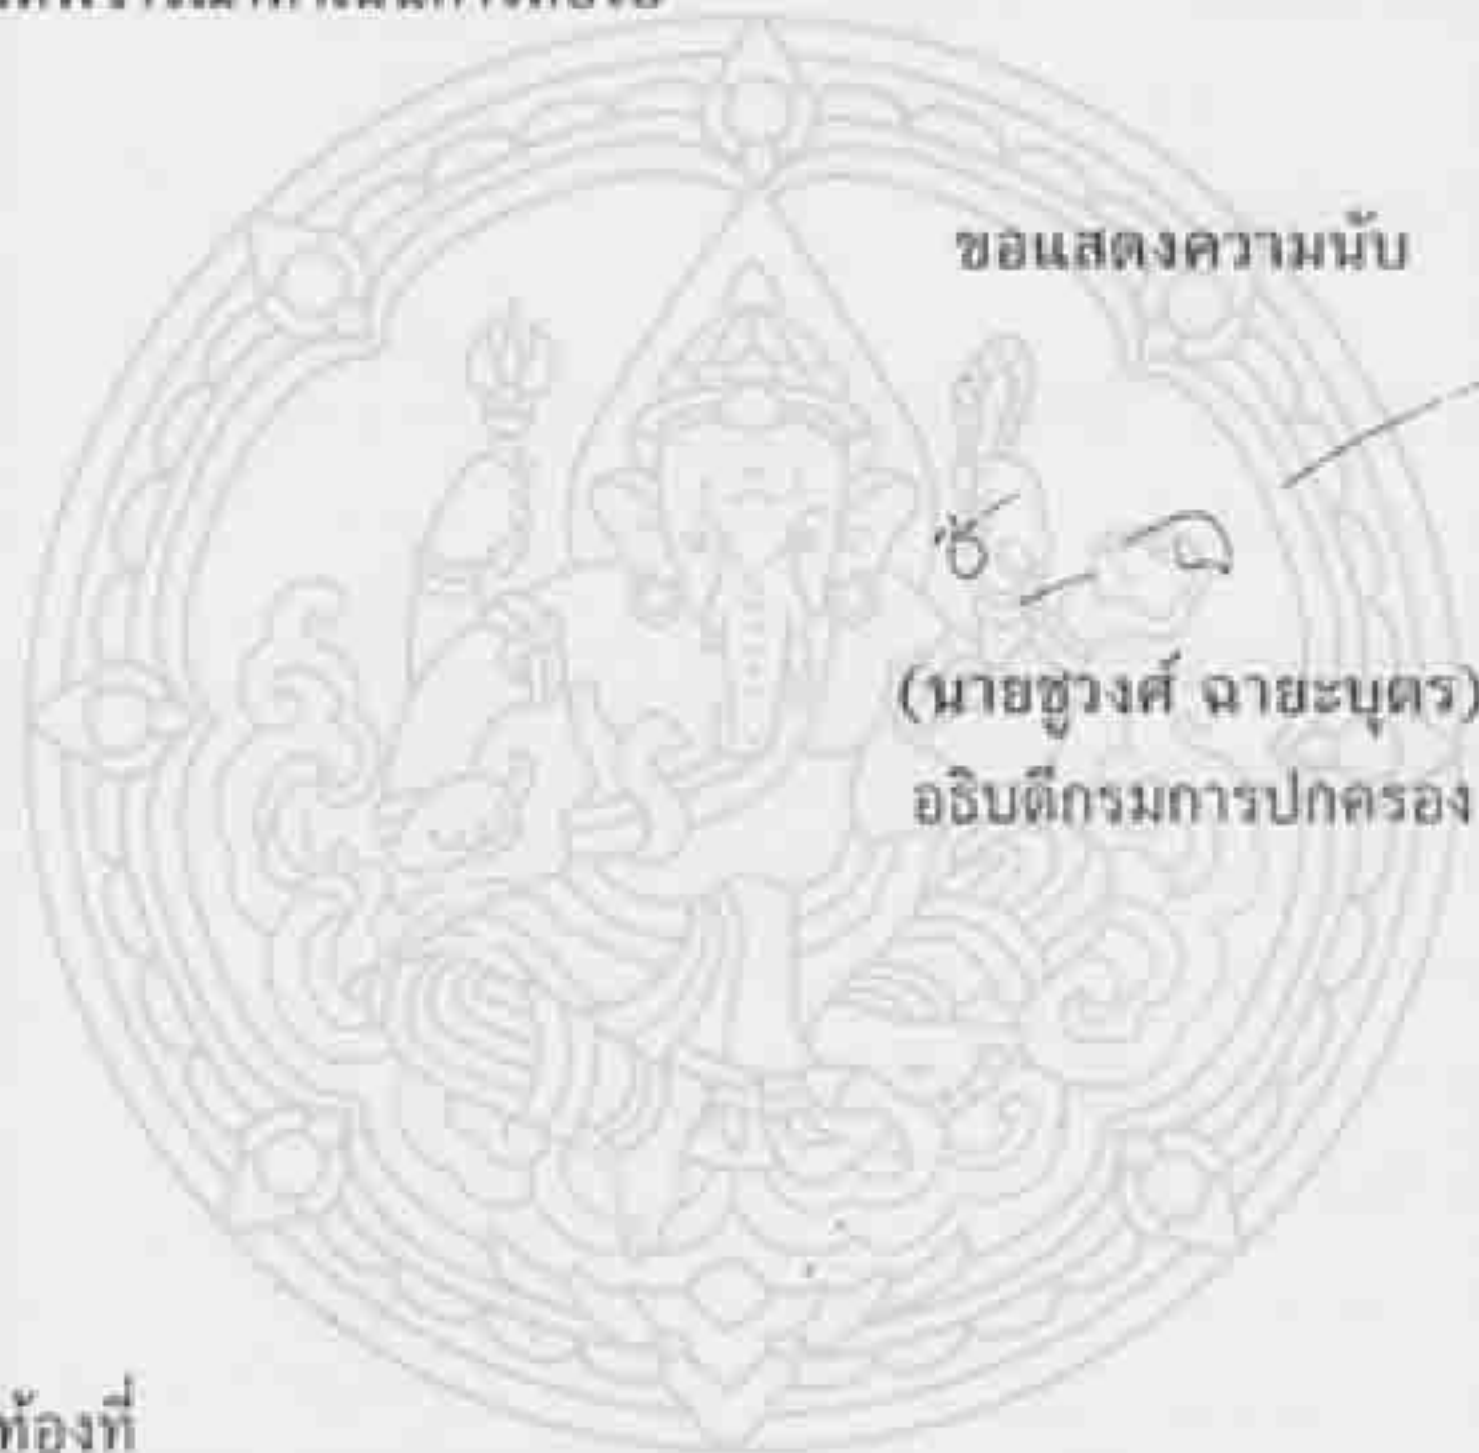 ขอแสดงความนับ
(นายชูวงศ์ ฉายะบุตร)
อธิบดีกรมการปกครอง
ท้องที่